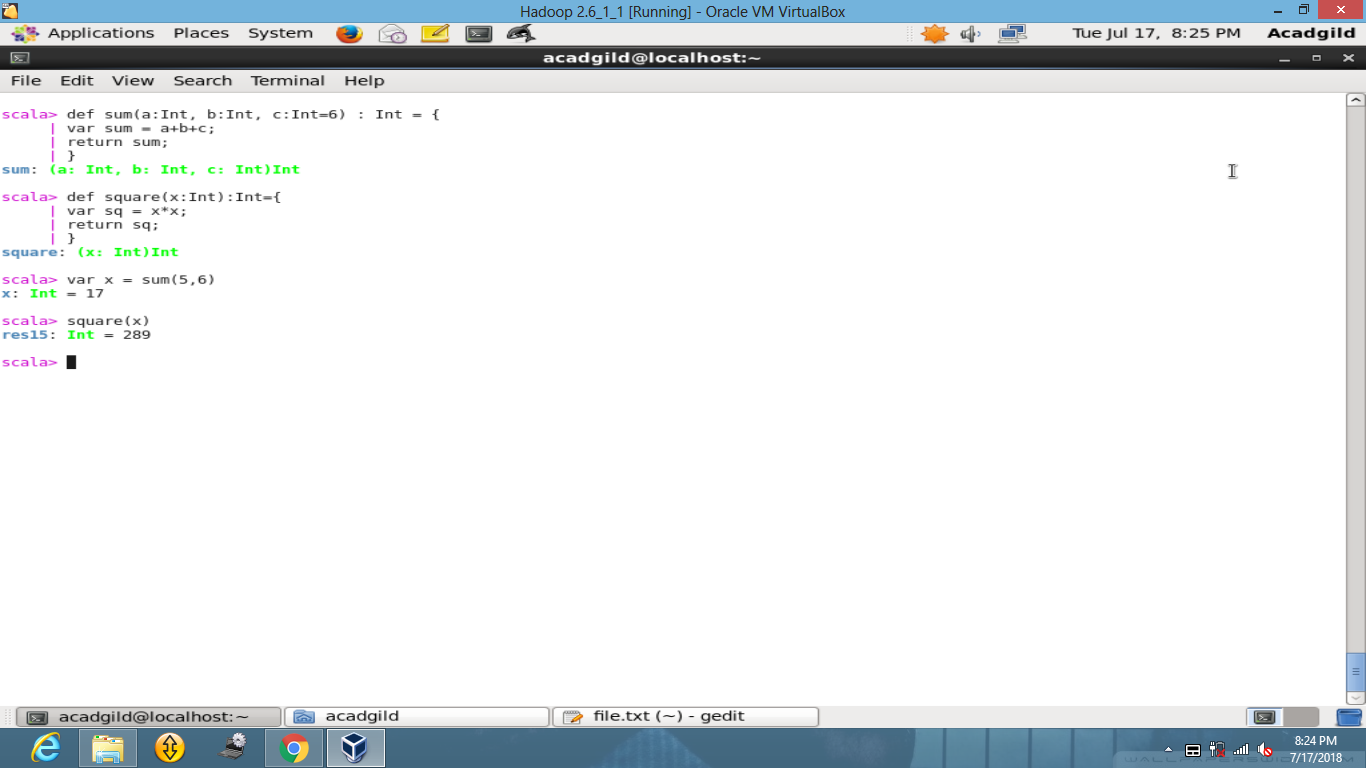 Hadoop 2.6_1_1 [Running] - Oracle VM VirtualBox
Applications Places System Tue Jul 17, 8:25 PM Acadgild
acadgild@localhost:~
File Edit View Search Terminal Help
scala> def sum(a:Int, b:Int, c:Int=6) : Int = {
| var sum = a+b+c;
| return sum;
| }
sum: (a: Int, b: Int, c: Int)Int
scala> def square(x:Int):Int={
| var sq = x*x;
| return sq;
| }
square: (x: Int)Int
scala> var x = sum(5,6)
x: Int = 17
scala> square(x)
res15: Int = 289
scala>
acadgild@localhost:~ acadgild file.txt (~) - gedit
8:24 PM
7/17/2018